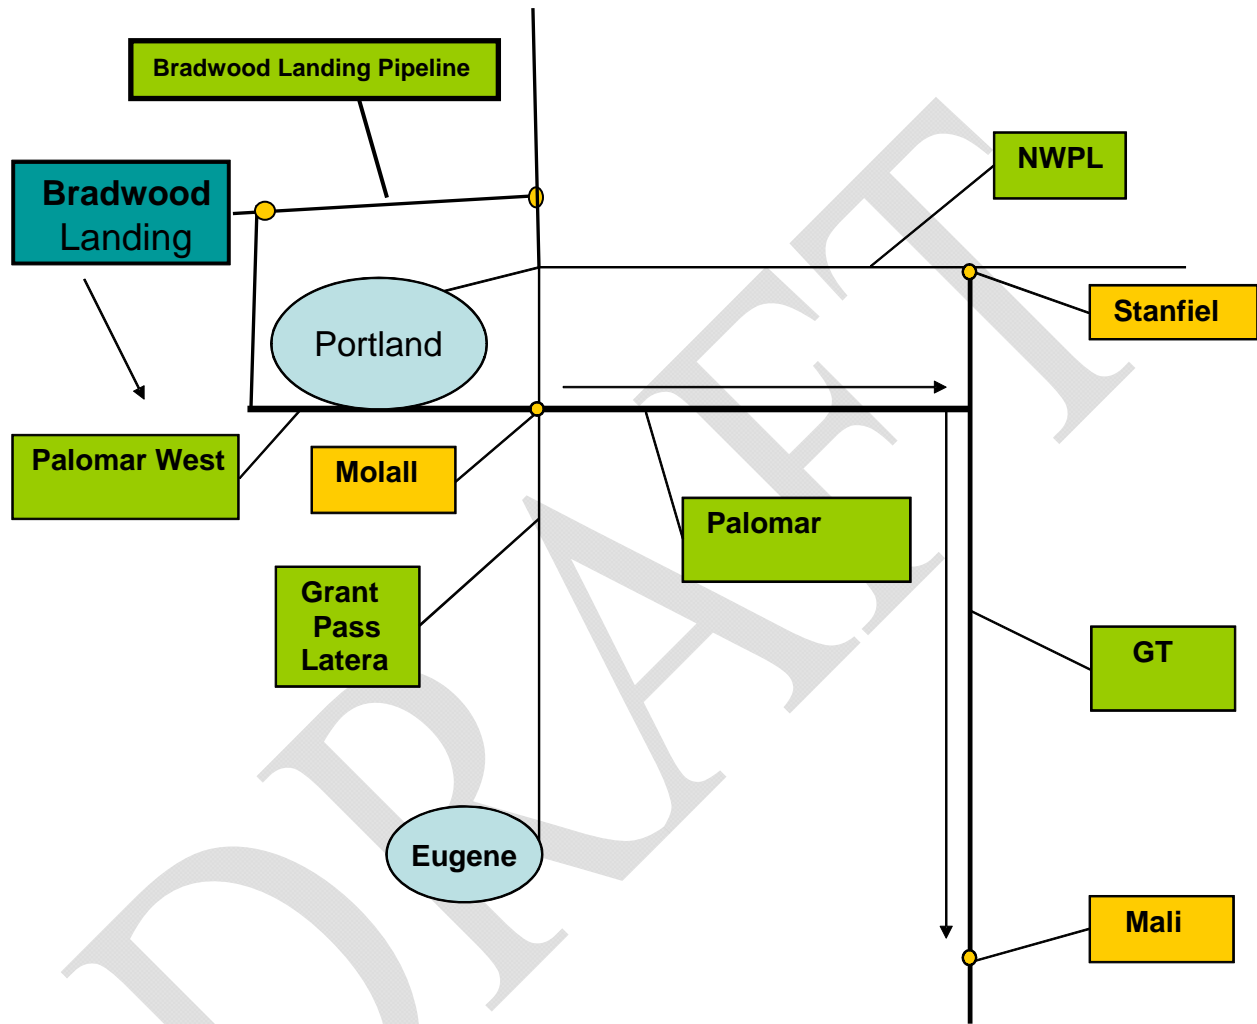 Bradwood Landing Pipeline
NWPL
Bradwood
Landing
Stanfiel
Portland
Palomar West
Molall
Palomar
Grant
Pass
Latera
GT
Eugene
Mali
DRAFT